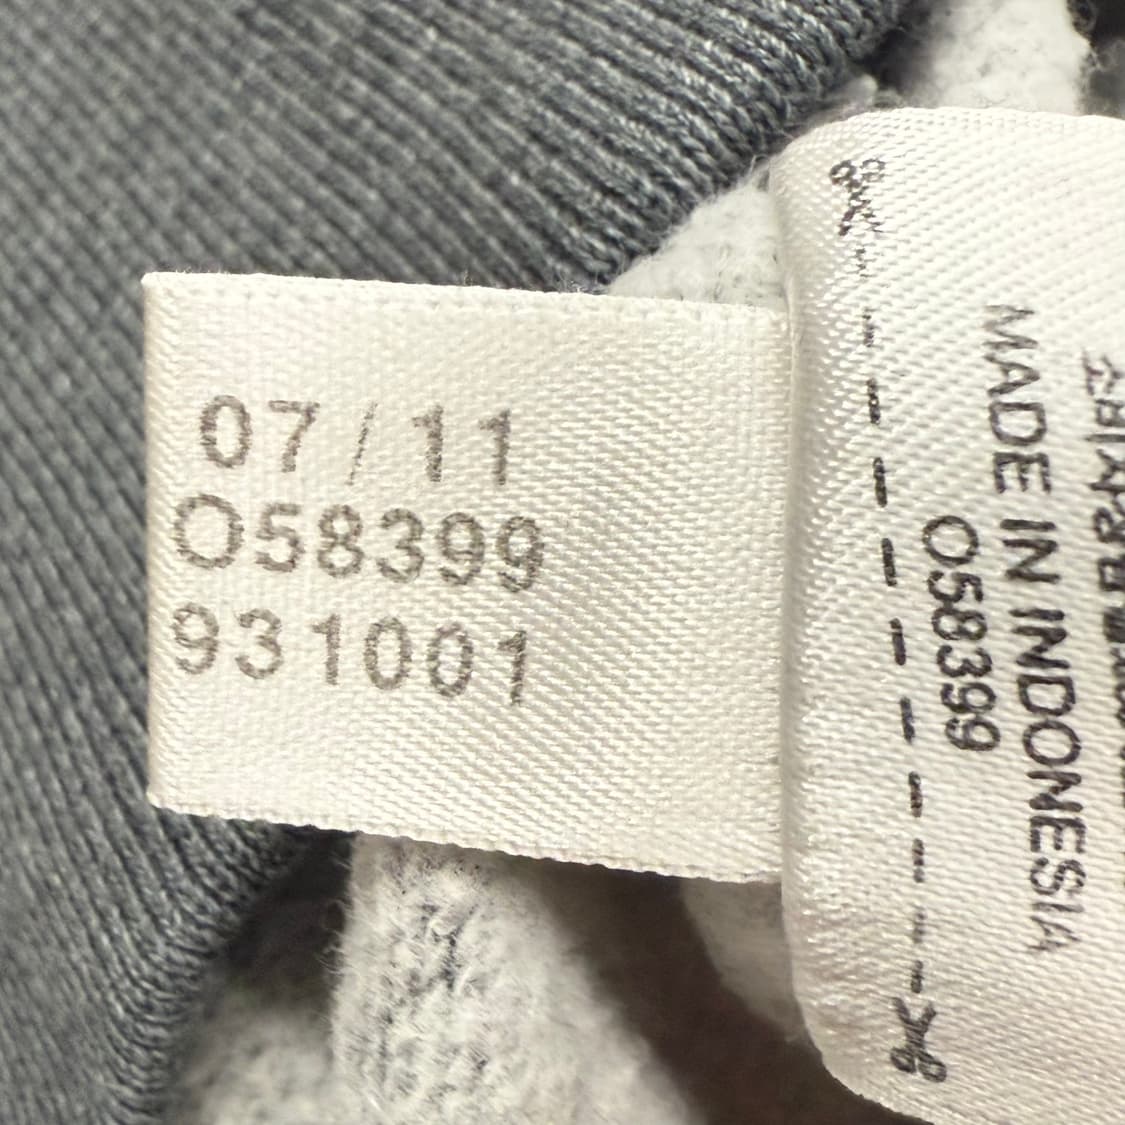 07/11
O58399
931001
MADE IN INDONESIA
O58399